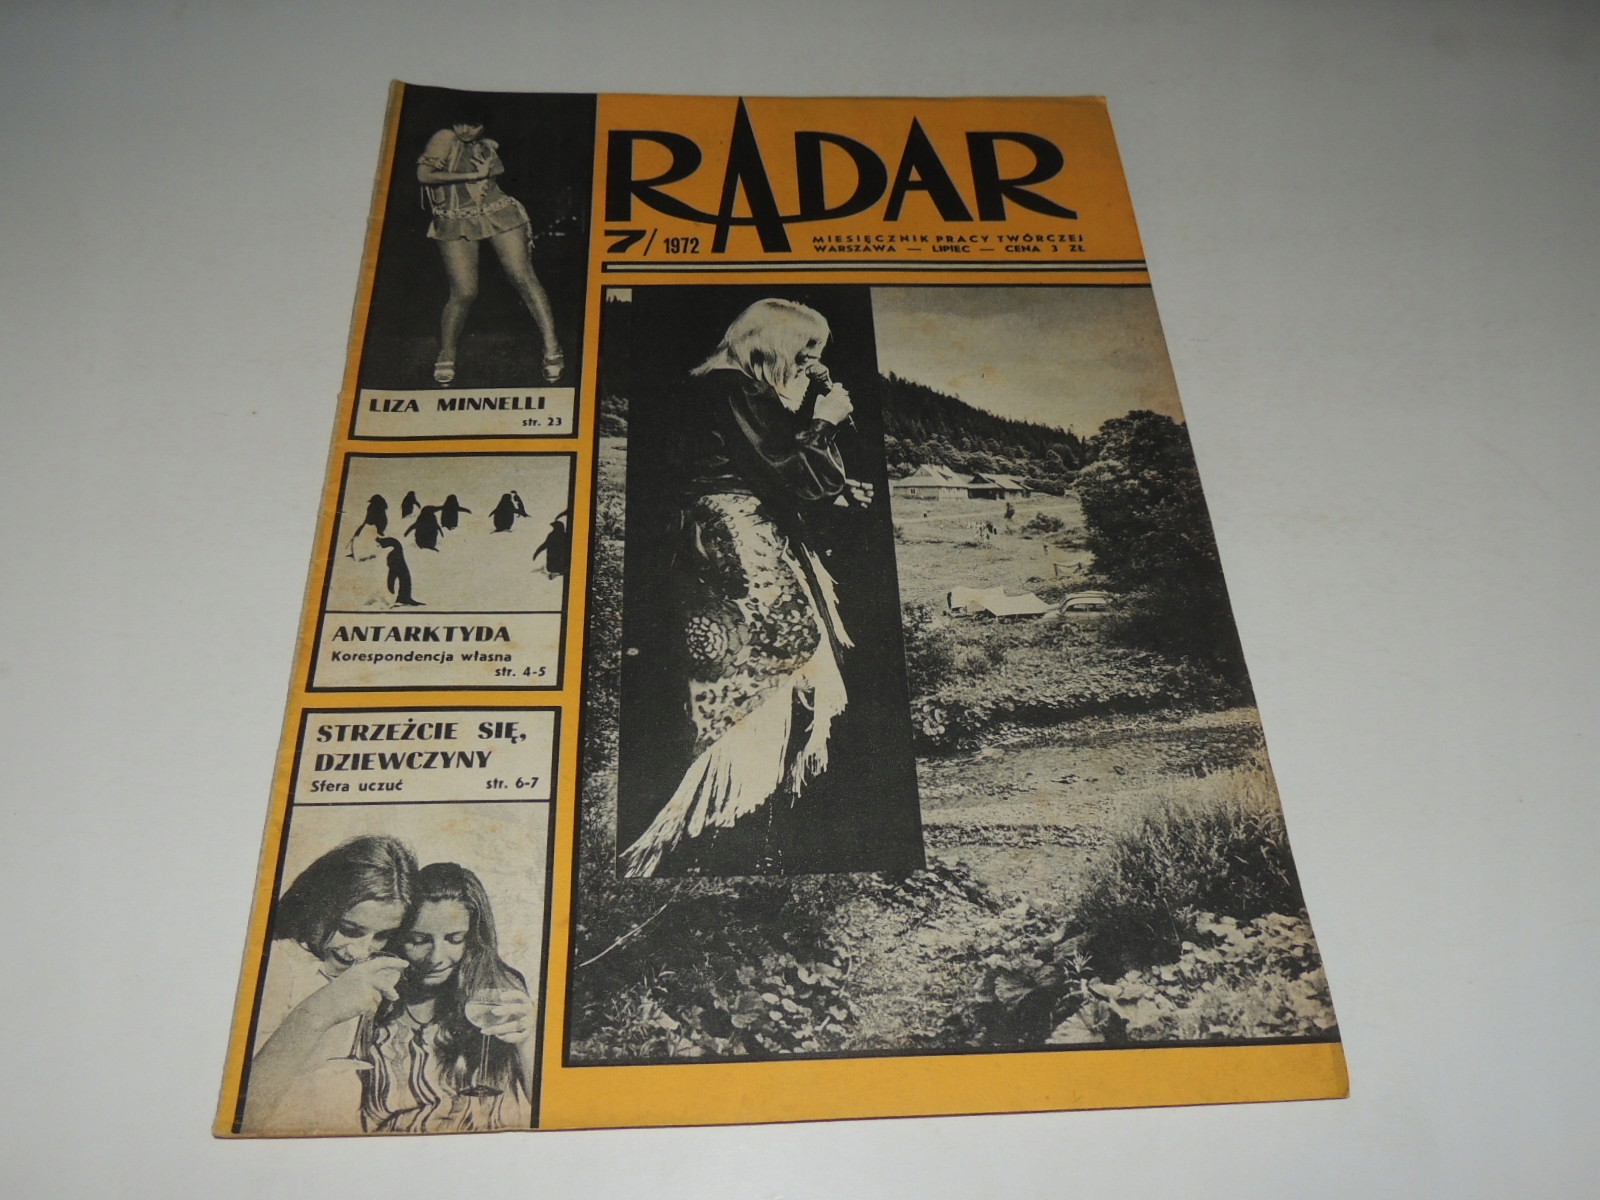 RADAR
7/1972
MIESIĘCZNIK PRACY TWÓRCZEJ
WARSZAWA — LIPIEC — CENA 3 ZŁ
LIZA MINNELLI
str. 23
ANTARKTYDA
Korespondencja własna
str. 4-5
STRZEŻCIE SIĘ,
DZIEWCZYNY
Sfera uczuć str. 6-7